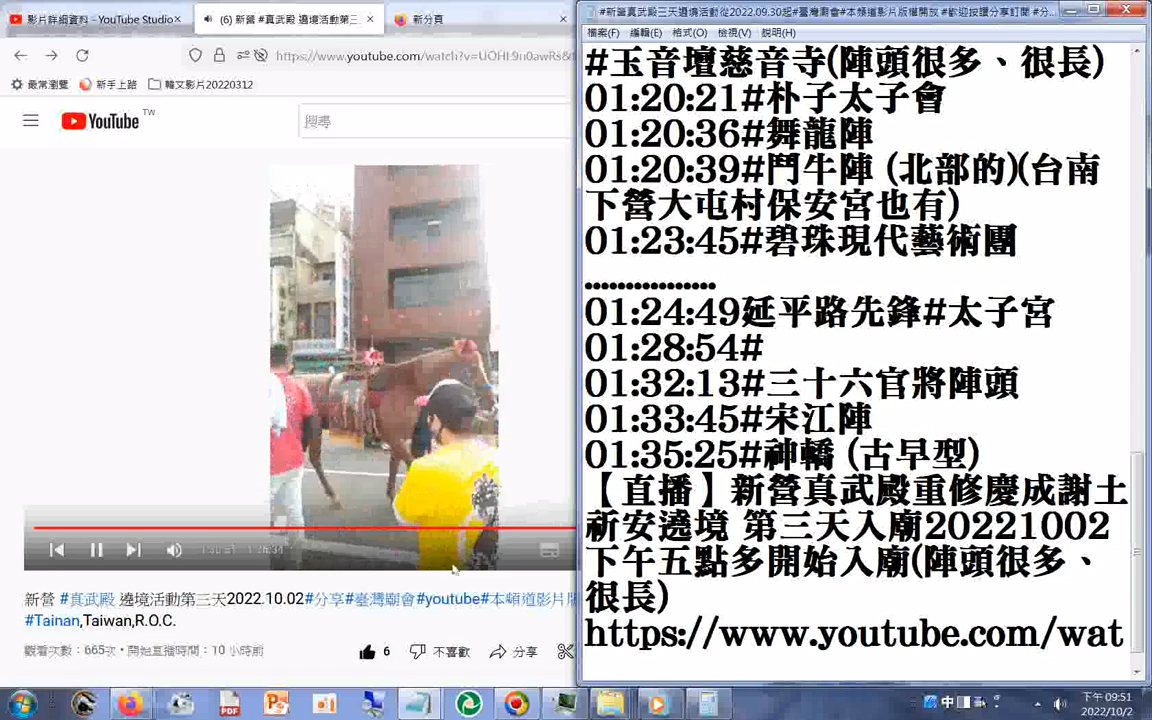 影片詳細資料 - YouTube Studio
(6) 新營 #真武殿 遶境活動第三
新分頁
#新營真武殿三天遶境活動從2022.09.30起#臺灣廟會#本頻道影片版權開放 #歡迎按讚分享訂閱 #分...
檔案(F) 編輯(E) 格式(O) 檢視(V) 說明(H)
https://www.youtube.com/watch?v=
最常瀏覽 新手上路 韓文影片20220312
YouTube TW
搜尋
#玉音壇慈音寺(陣頭很多、很長)
01:20:21#朴子太子會
01:20:36#舞龍陣
01:20:39#鬥牛陣 (北部的)(台南
下營大屯村保安宮也有)
01:23:45#碧珠現代藝術團
................
01:24:49延平路先鋒#太子宮
01:28:54#
01:32:13#三十六官將陣頭
01:33:45#宋江陣
01:35:25#神轎 (古早型)
【直播】新營真武殿重修慶成謝土
祈安遶境 第三天入廟20221002
下午五點多開始入廟(陣頭很多、
很長)
https://www.youtube.com/wat
新營 #真武殿 遶境活動第三天2022.10.02#分享#臺灣廟會#youtube#本頻道影片版
#Tainan,Taiwan,R.O.C.
觀看次數：665次 • 開始直播時間：10 小時前
6 不喜歡 分享
中
下午 09:51
2022/10/2